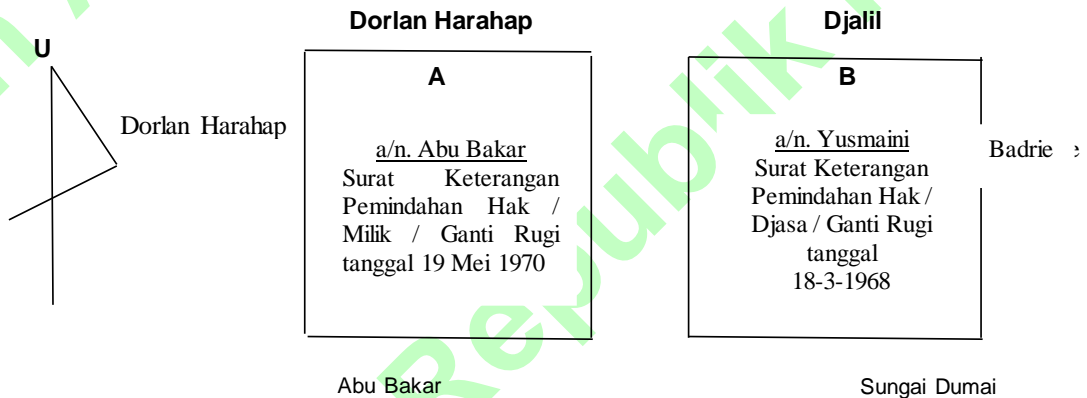 Dorlan Harahap
Djalil
U
A
B
Dorlan Harahap
a/n. Abu Bakar
Surat Keterangan
Pemindahan Hak /
Milik / Ganti Rugi
tanggal 19 Mei 1970
a/n. Yusmaini
Surat Keterangan
Pemindahan Hak /
Djasa / Ganti Rugi
tanggal
18-3-1968
Badrie
Abu Bakar
Sungai Dumai
Republik